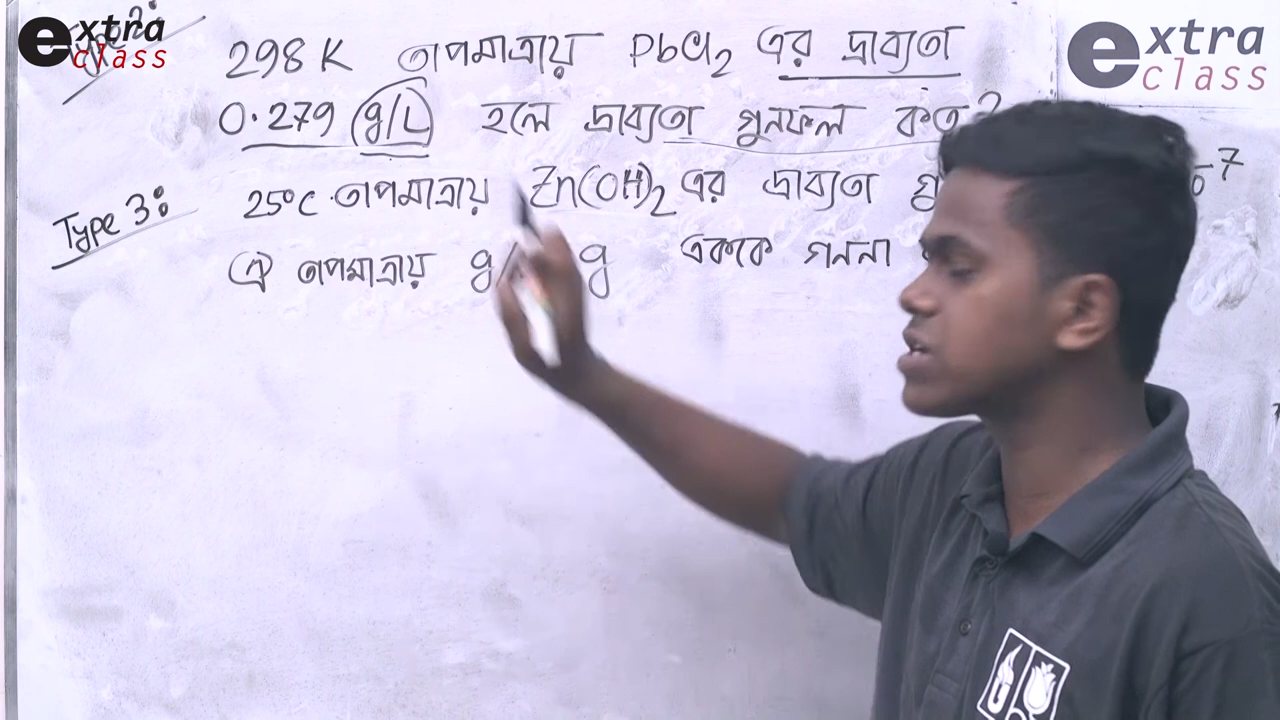 extra
class
extra
class
298 K তাপমাত্রায় PbCl₂ এর দ্রাব্যতা
0.279 (g/L) হলে দ্রাব্যতা গুনফল কত?
Type 3: 25°C তাপমাত্রায় Zn(OH)₂ এর দ্রাব্যতা
ঐ তাপমাত্রায় g g এককে গননা